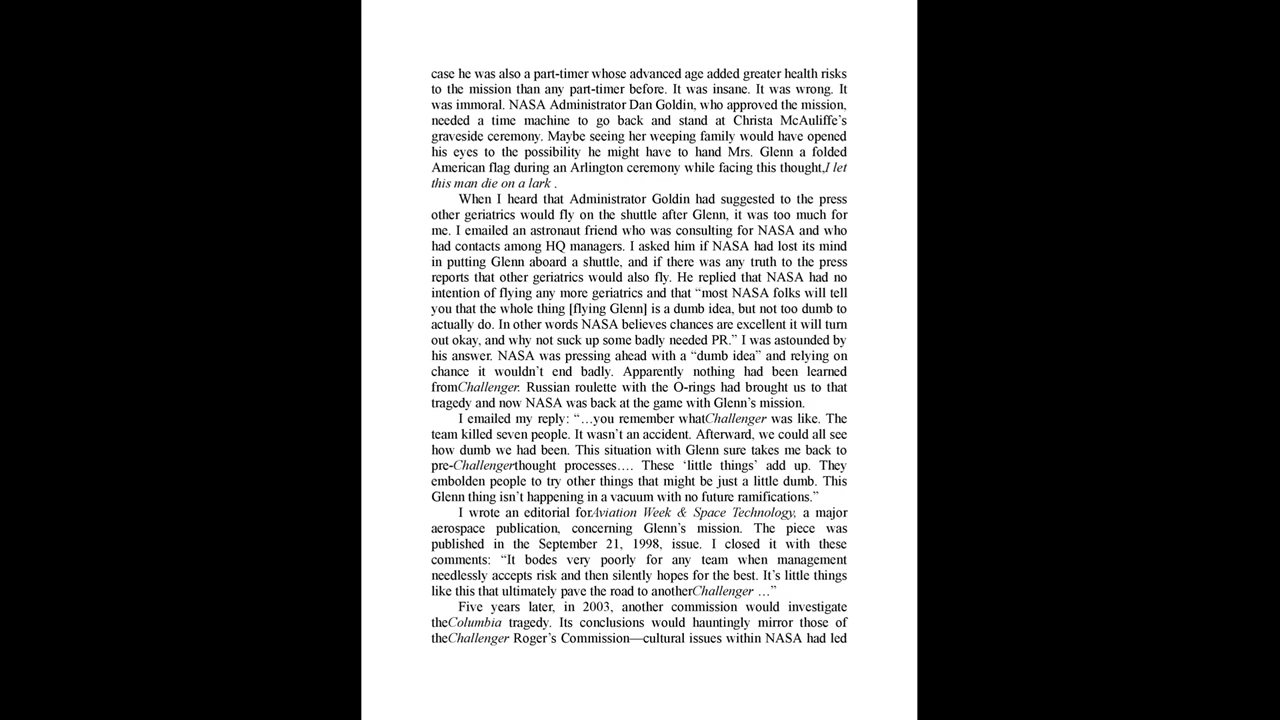 case he was also a part-timer whose advanced age added greater health risks
to the mission than any part-timer before. It was insane. It was wrong. It
was immoral. NASA Administrator Dan Goldin, who approved the mission,
needed a time machine to go back and stand at Christa McAuliffe’s
graveside ceremony. Maybe seeing her weeping family would have opened
his eyes to the possibility he might have to hand Mrs. Glenn a folded
American flag during an Arlington ceremony while facing this thought,I let
this man die on a lark .
When I heard that Administrator Goldin had suggested to the press
other geriatrics would fly on the shuttle after Glenn, it was too much for
me. I emailed an astronaut friend who was consulting for NASA and who
had contacts among HQ managers. I asked him if NASA had lost its mind
in putting Glenn aboard a shuttle, and if there was any truth to the press
reports that other geriatrics would also fly. He replied that NASA had no
intention of flying any more geriatrics and that “most NASA folks will tell
you that the whole thing [flying Glenn] is a dumb idea, but not too dumb to
actually do. In other words NASA believes chances are excellent it will turn
out okay, and why not suck up some badly needed PR.” I was astounded by
his answer. NASA was pressing ahead with a “dumb idea” and relying on
chance it wouldn’t end badly. Apparently nothing had been learned
fromChallenger. Russian roulette with the O-rings had brought us to that
tragedy and now NASA was back at the game with Glenn’s mission.
I emailed my reply: “…you remember whatChallenger was like. The
team killed seven people. It wasn’t an accident. Afterward, we could all see
how dumb we had been. This situation with Glenn sure takes me back to
pre-Challengerthought processes…. These ‘little things’ add up. They
embolden people to try other things that might be just a little dumb. This
Glenn thing isn’t happening in a vacuum with no future ramifications.”
I wrote an editorial forAviation Week & Space Technology, a major
aerospace publication, concerning Glenn’s mission. The piece was
published in the September 21, 1998, issue. I closed it with these
comments: “It bodes very poorly for any team when management
needlessly accepts risk and then silently hopes for the best. It’s little things
like this that ultimately pave the road to anotherChallenger …”
Five years later, in 2003, another commission would investigate
theColumbia tragedy. Its conclusions would hauntingly mirror those of
theChallenger Roger’s Commission—cultural issues within NASA had led